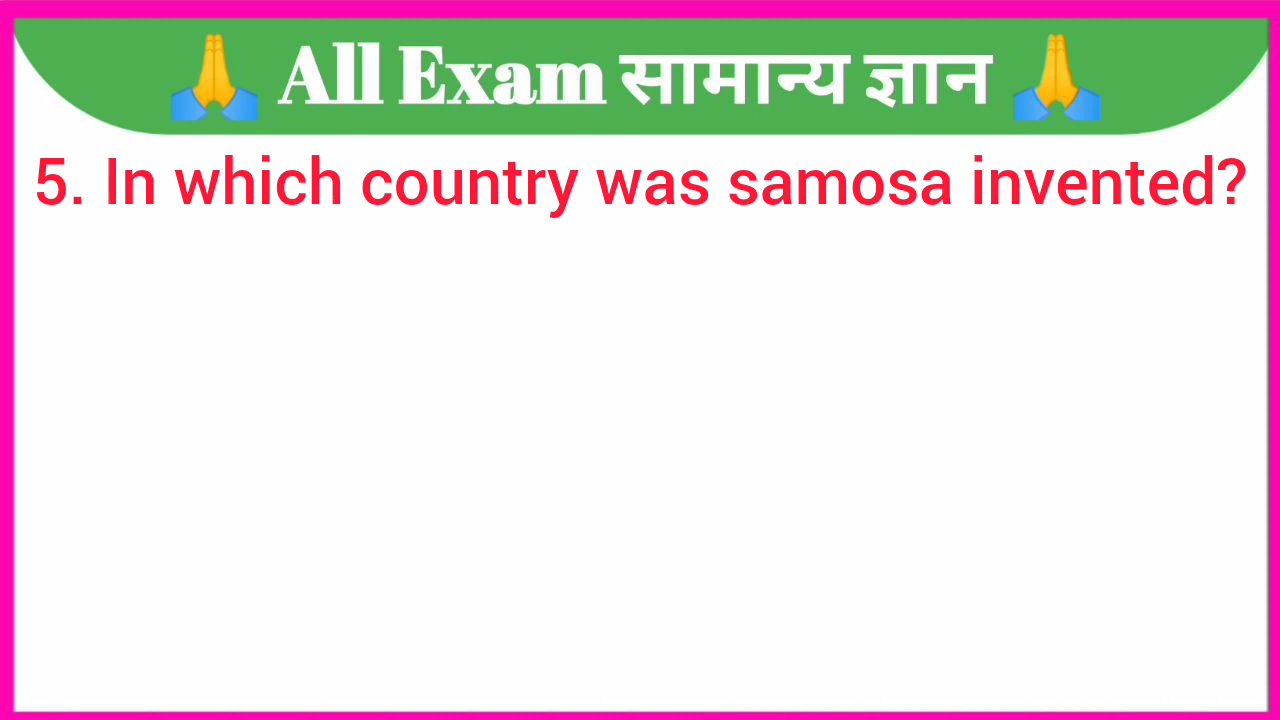 🙏 All Exam सामान्य ज्ञान 🙏
5. In which country was samosa invented?